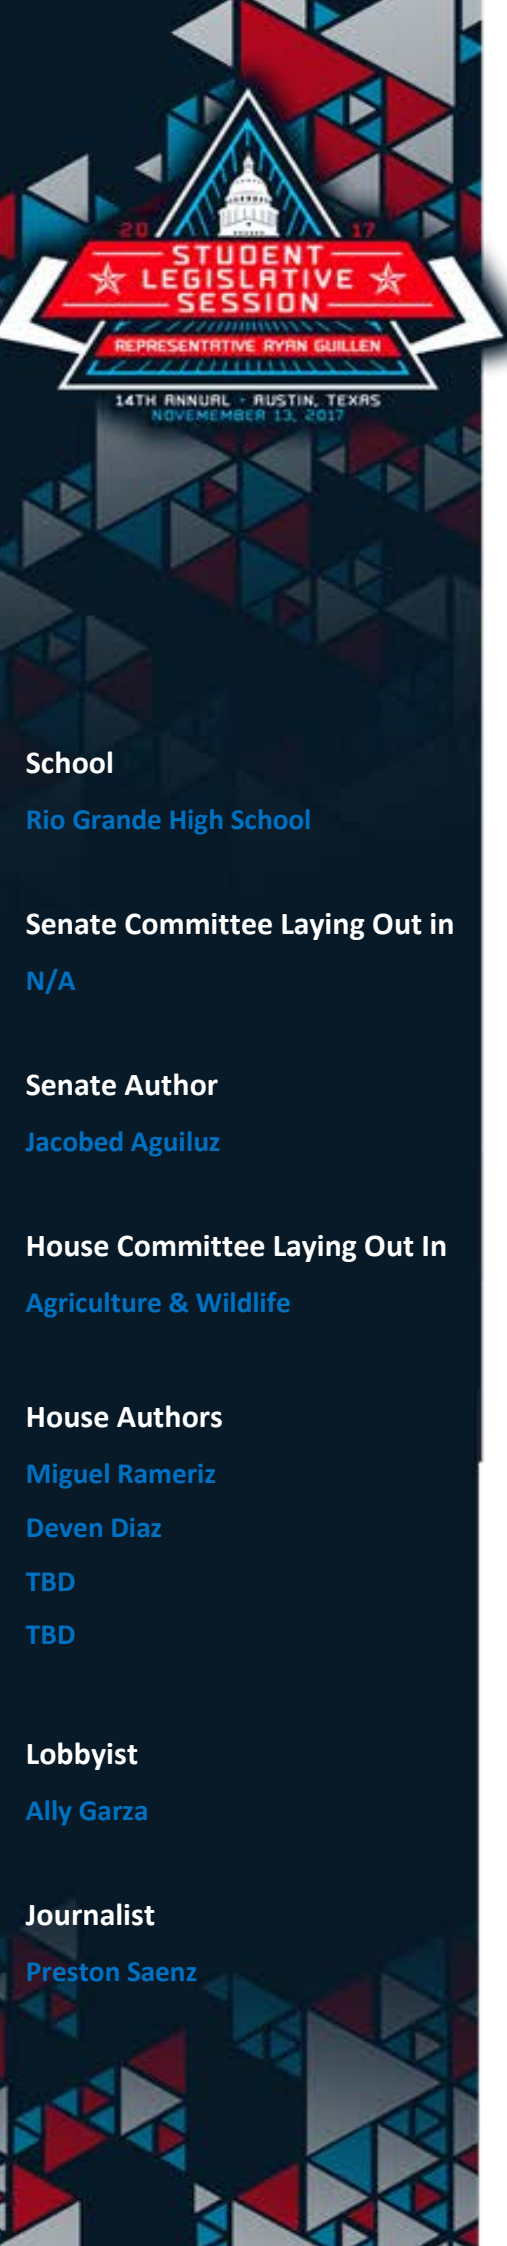 20 17
STUDENT
LEGISLATIVE
SESSION
REPRESENTATIVE RYAN GUILLEN
14TH ANNUAL - AUSTIN, TEXAS
NOVEMEMBER 13, 2017
School
Rio Grande High School
Senate Committee Laying Out in
N/A
Senate Author
Jacobed Aguiluz
House Committee Laying Out In
Agriculture & Wildlife
House Authors
Miguel Rameriz
Deven Diaz
TBD
TBD
Lobbyist
Ally Garza
Journalist
Preston Saenz